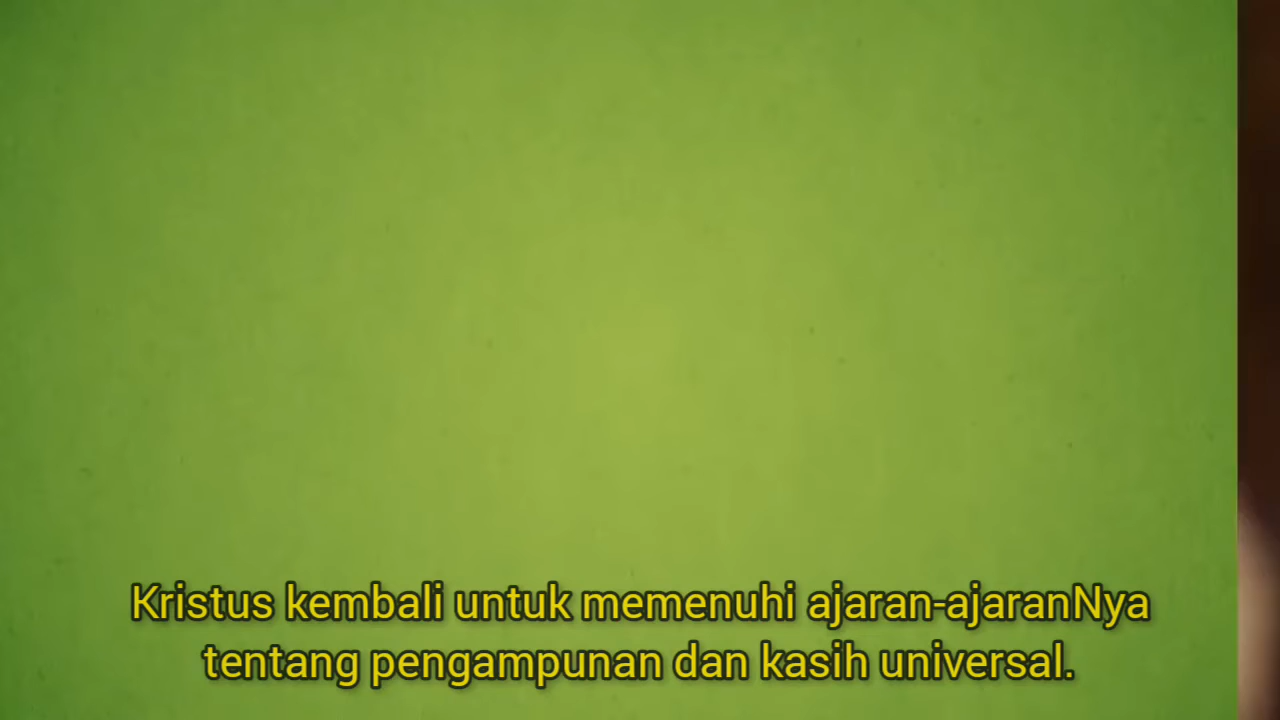 Kristus kembali untuk memenuhi ajaran-ajaranNya
tentang pengampunan dan kasih universal.